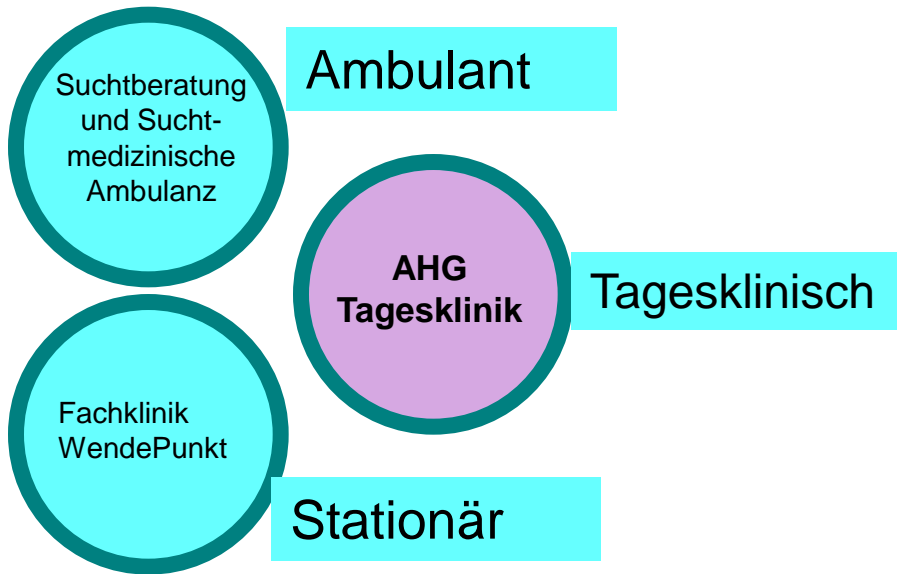 Suchtberatung
und Sucht-
medizinische
Ambulanz
Ambulant
AHG
Tagesklinik
Tagesklinisch
Fachklinik
WendePunkt
Stationär